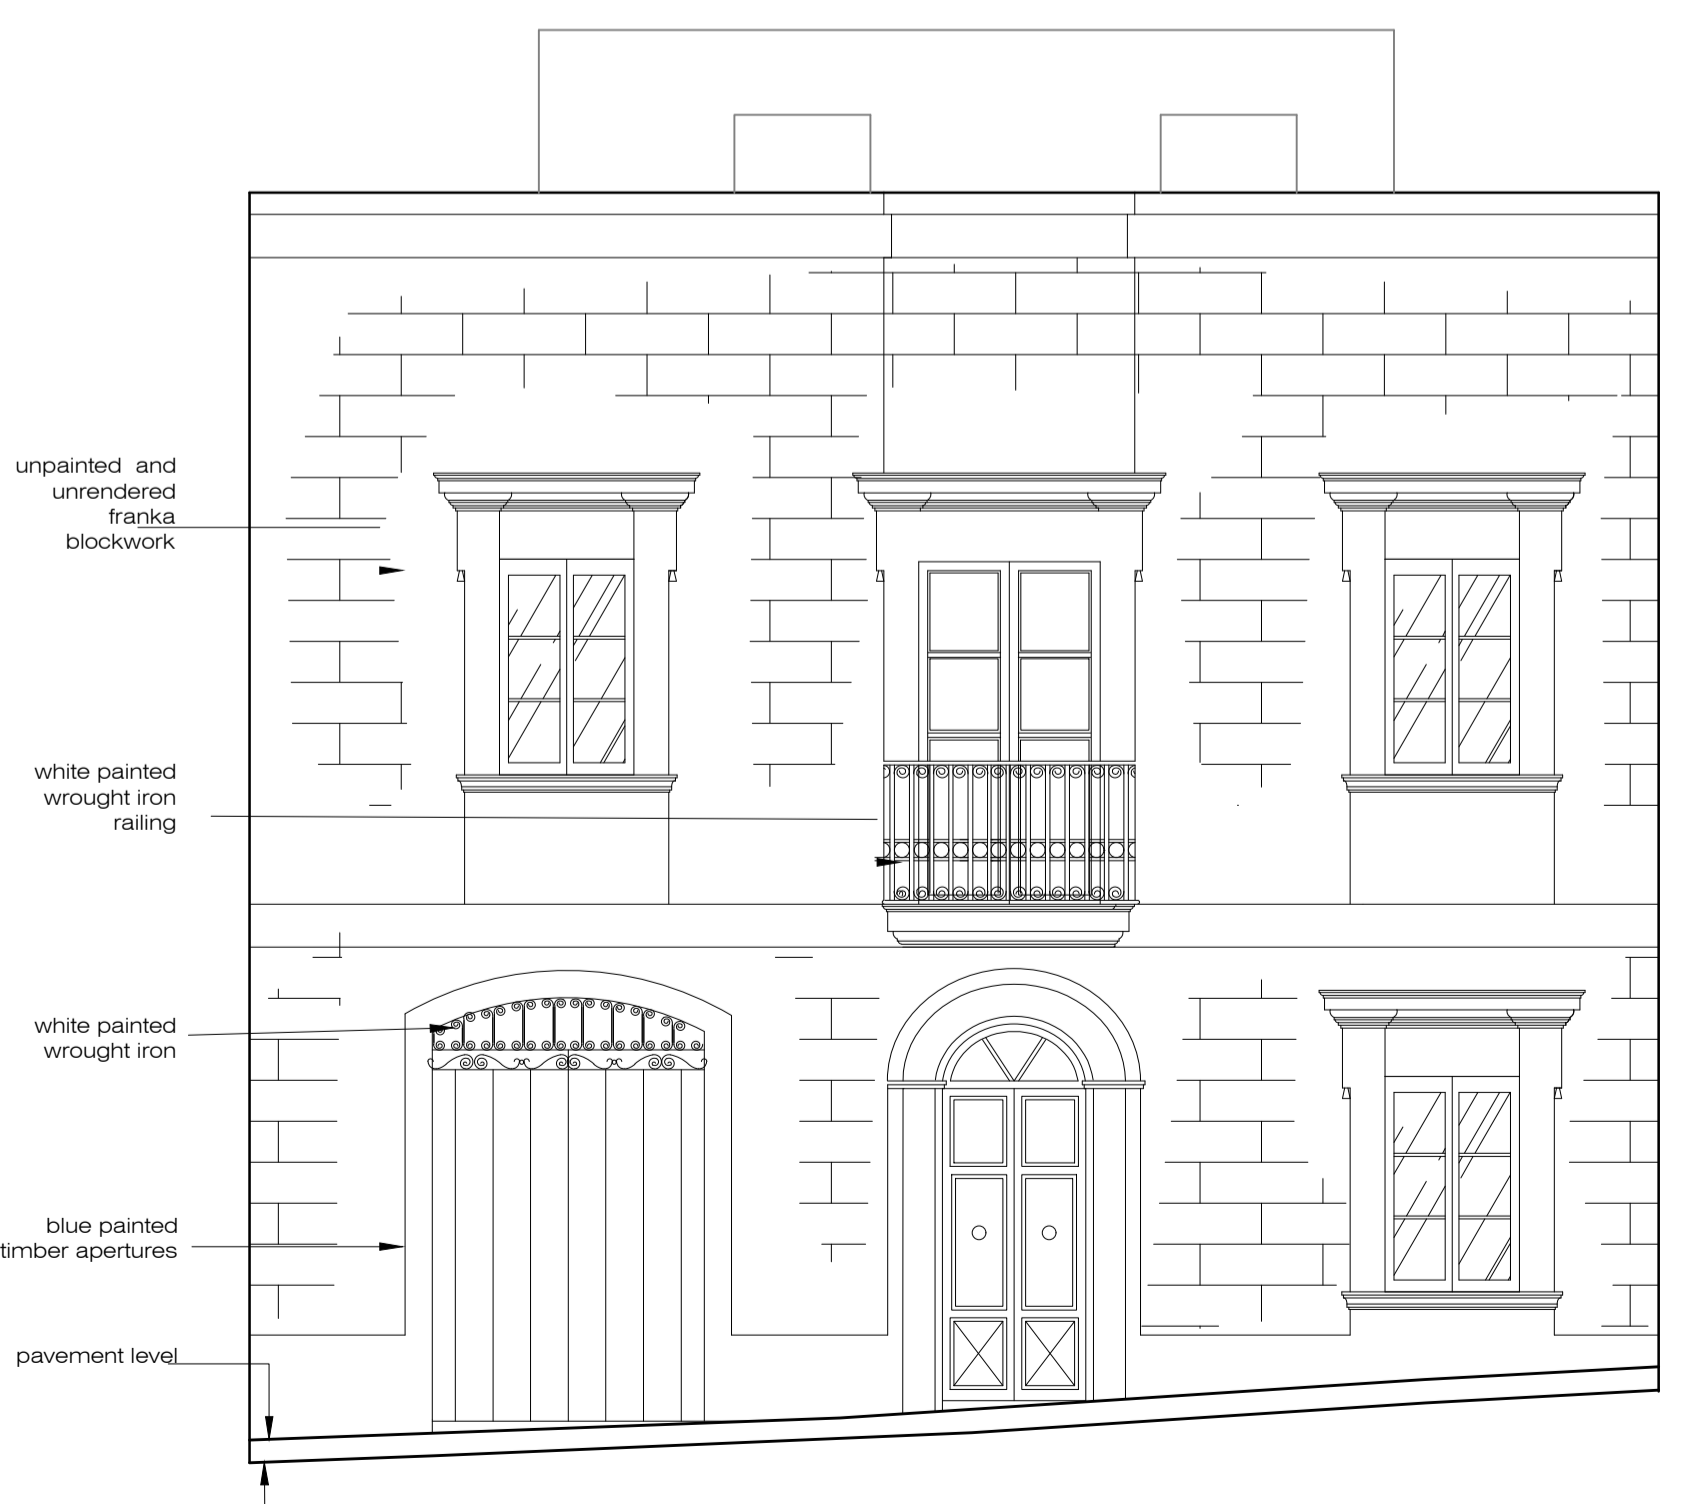 unpainted and
unrendered
franka
blockwork
white painted
wrought iron
railing
white painted
wrought iron
blue painted
timber apertures
pavement level